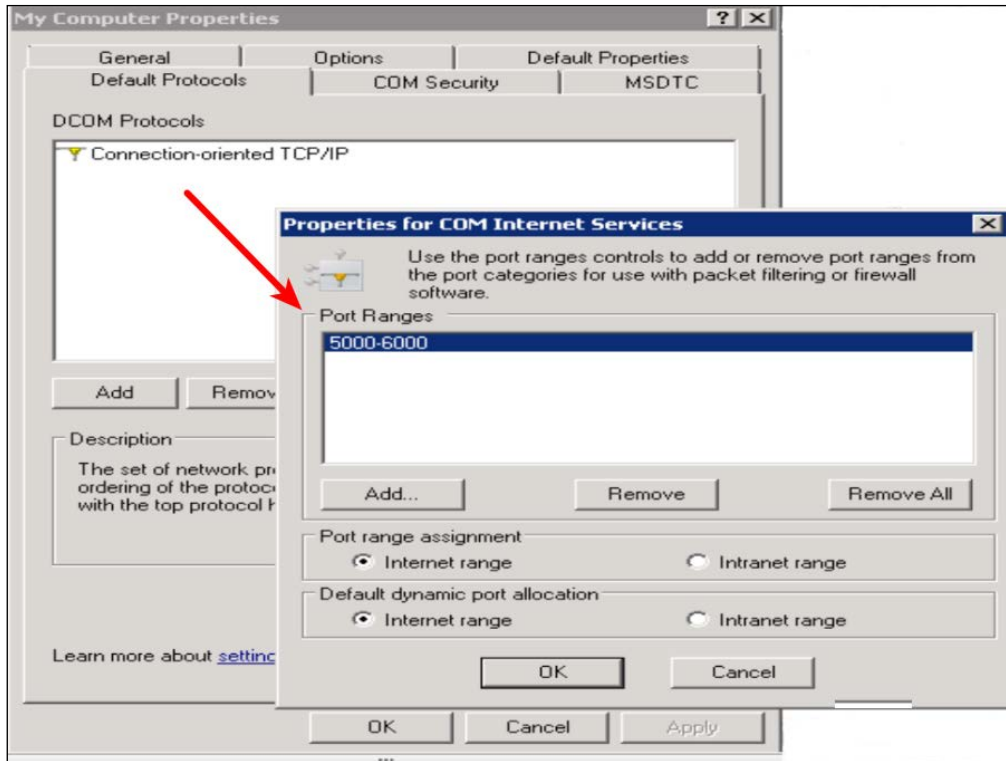 My Computer Properties
General
Options
Default Properties
Default Protocols
COM Security
MSDTC
DCOM Protocols
Connection-oriented TCP/IP
Add
Remov
Description
The set of network pr
ordering of the protoc
with the top protocol h
Learn more about settinc
OK
Cancel
Apply
Properties for COM Internet Services
Use the port ranges controls to add or remove port ranges from
the port categories for use with packet filtering or firewall
software.
Port Ranges
5000-6000
Add...
Remove
Remove All
Port range assignment
Internet range
Intranet range
Default dynamic port allocation
Internet range
Intranet range
OK
Cancel